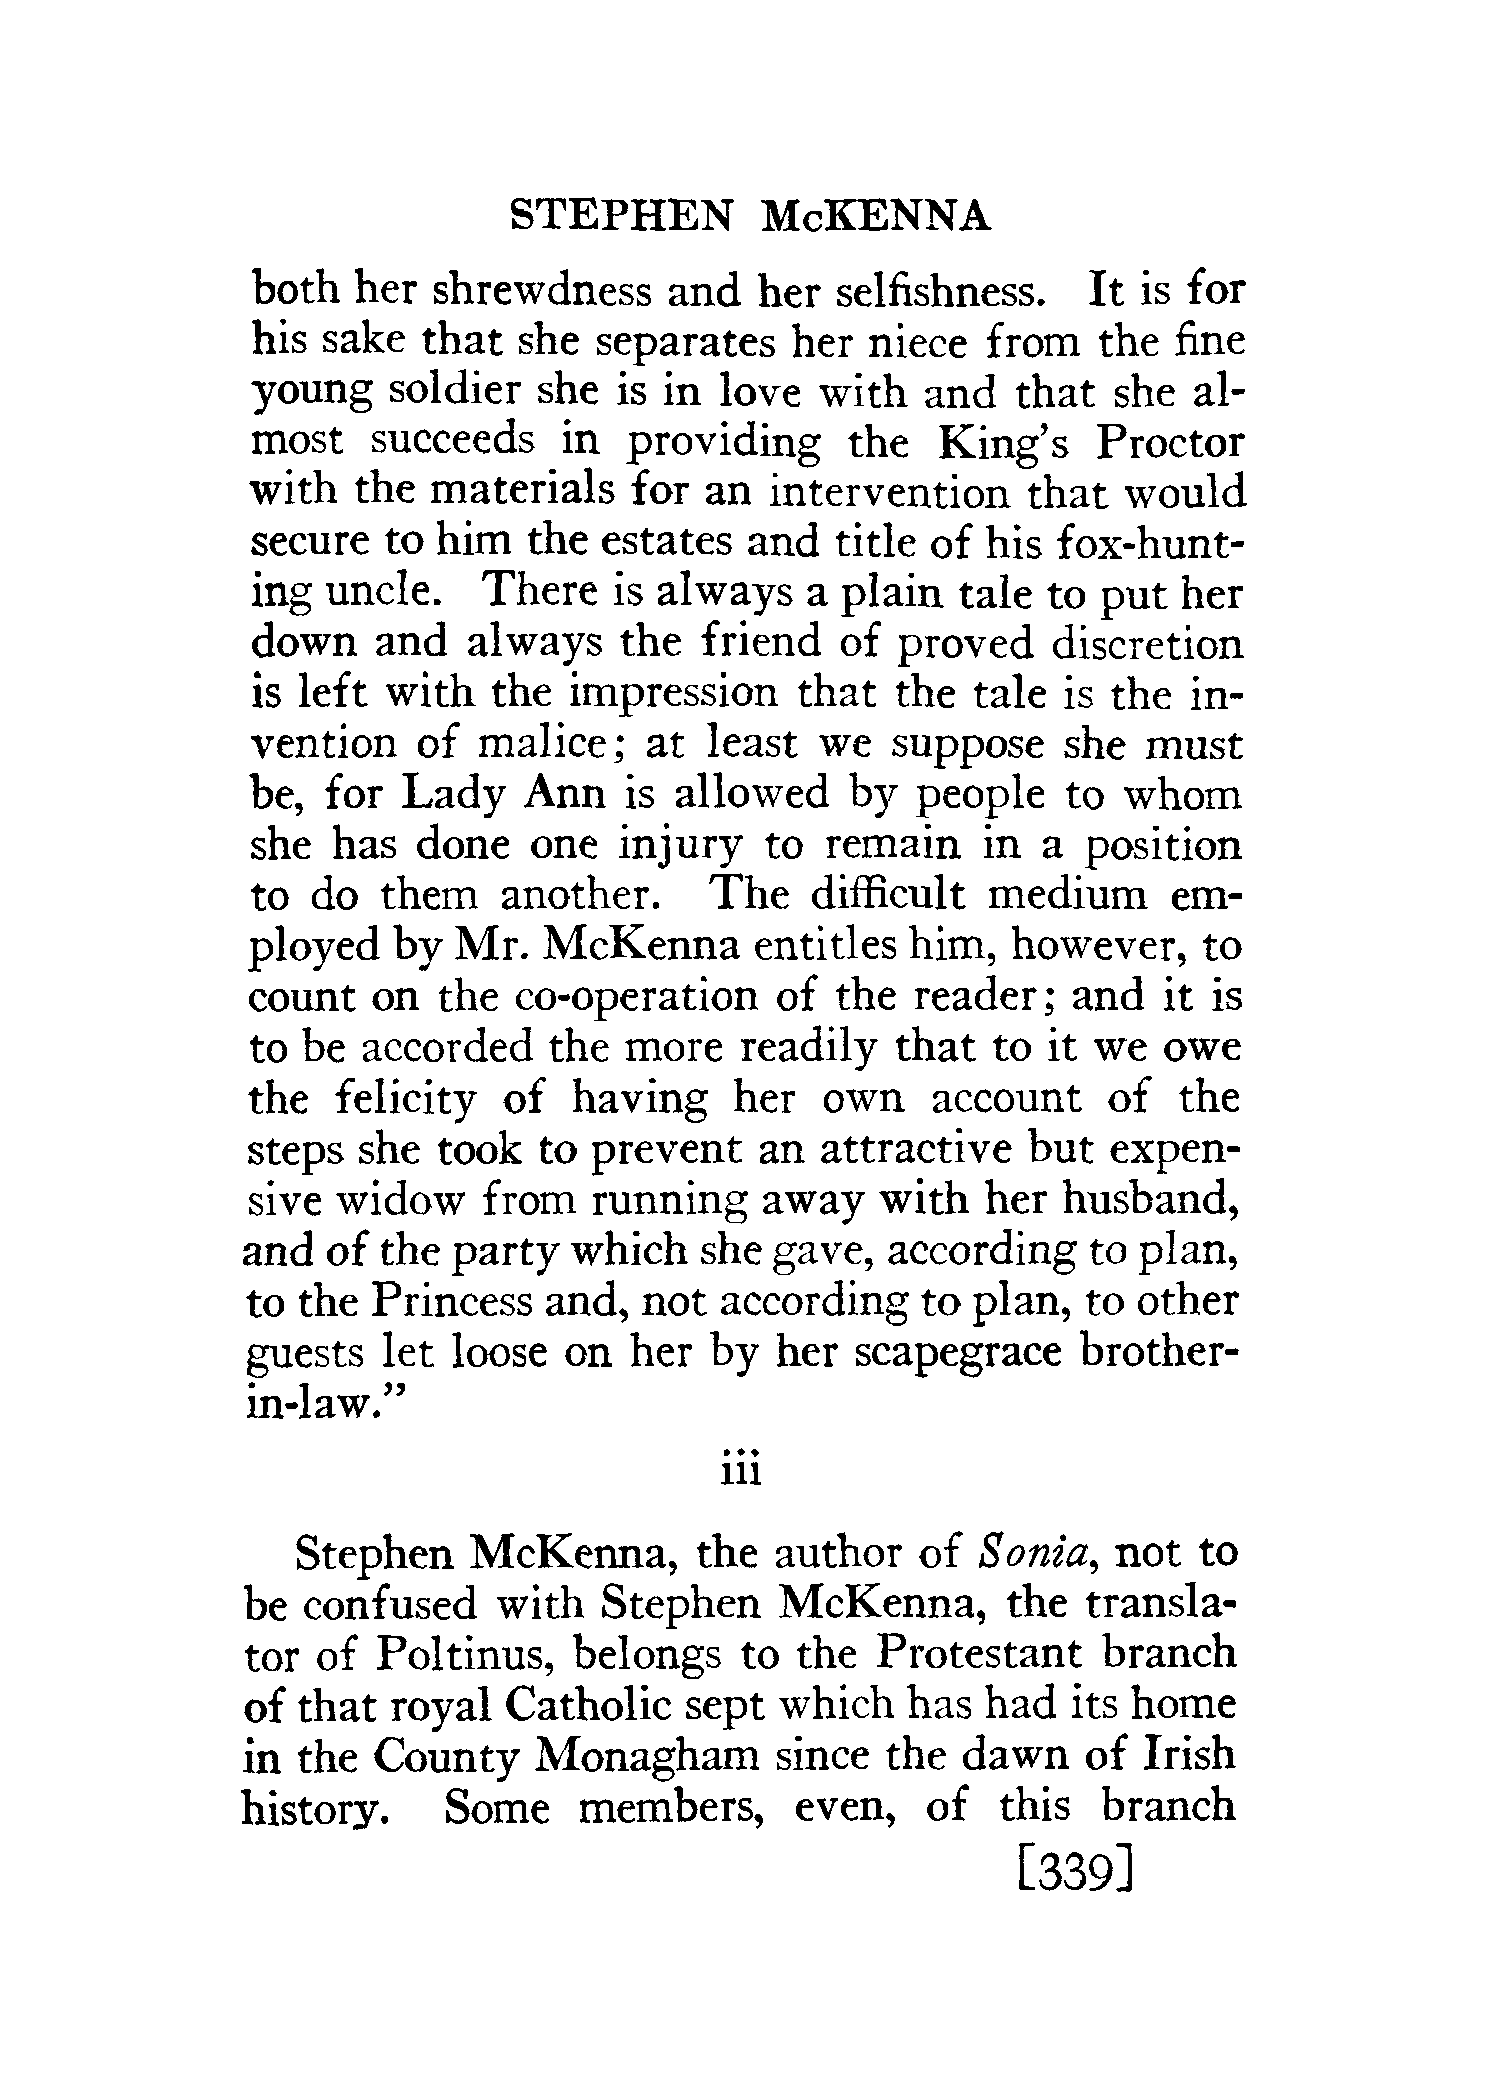 STEPHEN McKENNA
both her shrewdness and her selfishness. It is for
his sake that she separates her niece from the fine
young soldier she is in love with and that she al-
most succeeds in providing the King's Proctor
with the materials for an intervention that would
secure to him the estates and title of his fox-hunt-
ing uncle. There is always a plain tale to put her
down and always the friend of proved discretion
is left with the impression that the tale is the in-
vention of malice; at least we suppose she must
be, for Lady Ann is allowed by people to whom
she has done one injury to remain in a position
to do them another. The difficult medium em-
ployed by Mr. McKenna entitles him, however, to
count on the co-operation of the reader; and it is
to be accorded the more readily that to it we owe
the felicity of having her own account of the
steps she took to prevent an attractive but expen-
sive widow from running away with her husband,
and of the party which she gave, according to plan,
to the Princess and, not according to plan, to other
guests let loose on her by her scapegrace brother-
in-law.”
iii
Stephen McKenna, the author of Sonia, not to
be confused with Stephen McKenna, the transla-
tor of Poltinus, belongs to the Protestant branch
of that royal Catholic sept which has had its home
in the County Monagham since the dawn of Irish
history. Some members, even, of this branch
[339]